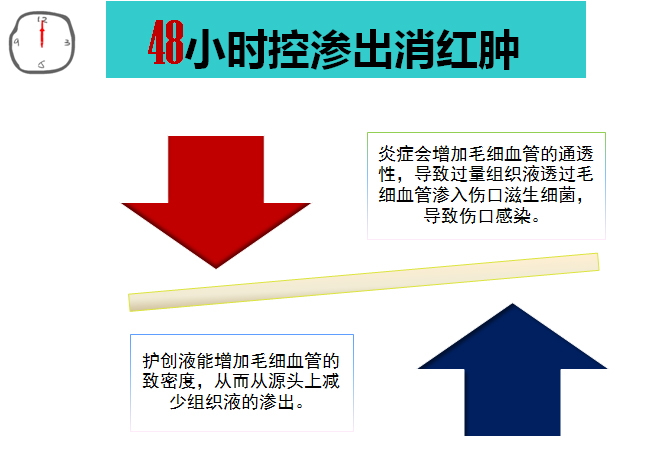 48小时控渗出消红肿
12
9
3
炎症会增加毛细血管的通透
性，导致过量组织液透过毛
细血管渗入伤口滋生细菌，
导致伤口感染。
护创液能增加毛细血管的
致密度，从而从源头上减
少组织液的渗出。